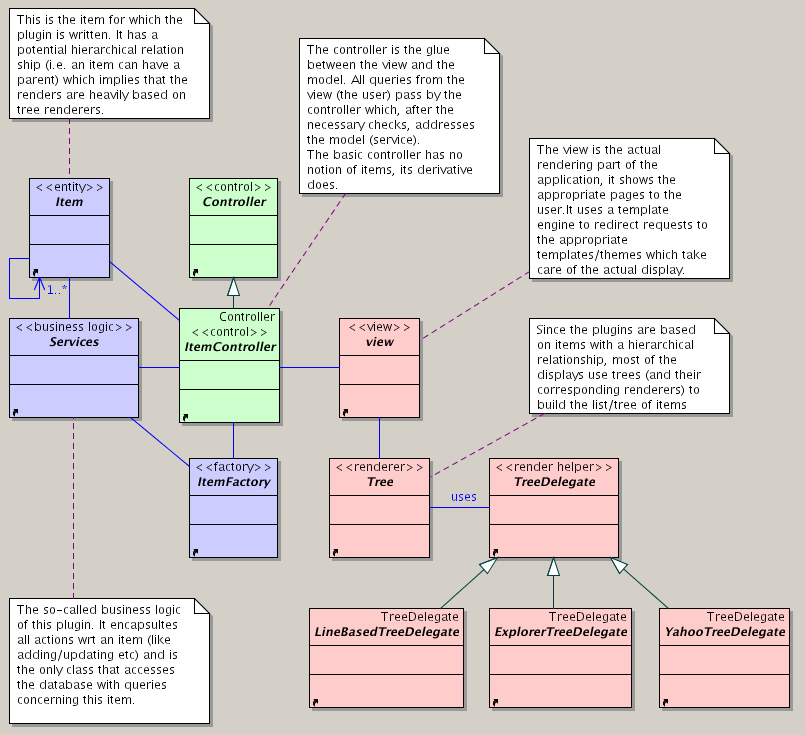 This is the item for which the
plugin is written. It has a
potential hierarchical relation
ship (i.e. an item can have a
parent) which implies that the
renders are heavily based on
tree renderers.
The controller is the glue
between the view and the
model. All queries from the
view (the user) pass by the
controller which, after the
necessary checks, addresses
the model (service).
The basic controller has no
notion of items, its derivative
does.
The view is the actual
rendering part of the
application, it shows the
appropriate pages to the
user.It uses a template
engine to redirect requests to
the appropriate
templates/themes which take
care of the actual display.
<<entity>>
Item
1..*
<<control>>
Controller
<<business logic>>
Services
Controller
<<control>>
ItemController
<<view>>
view
Since the plugins are based
on items with a hierarchical
relationship, most of the
displays use trees (and their
corresponding renderers) to
build the list/tree of items
<<factory>>
ItemFactory
<<renderer>>
Tree
uses
<<render helper>>
TreeDelegate
The so-called business logic
of this plugin. It encapsultes
all actions wrt an item (like
adding/updating etc) and is
the only class that accesses
the database with queries
concerning this item.
TreeDelegate
LineBasedTreeDelegate
TreeDelegate
ExplorerTreeDelegate
TreeDelegate
YahooTreeDelegate